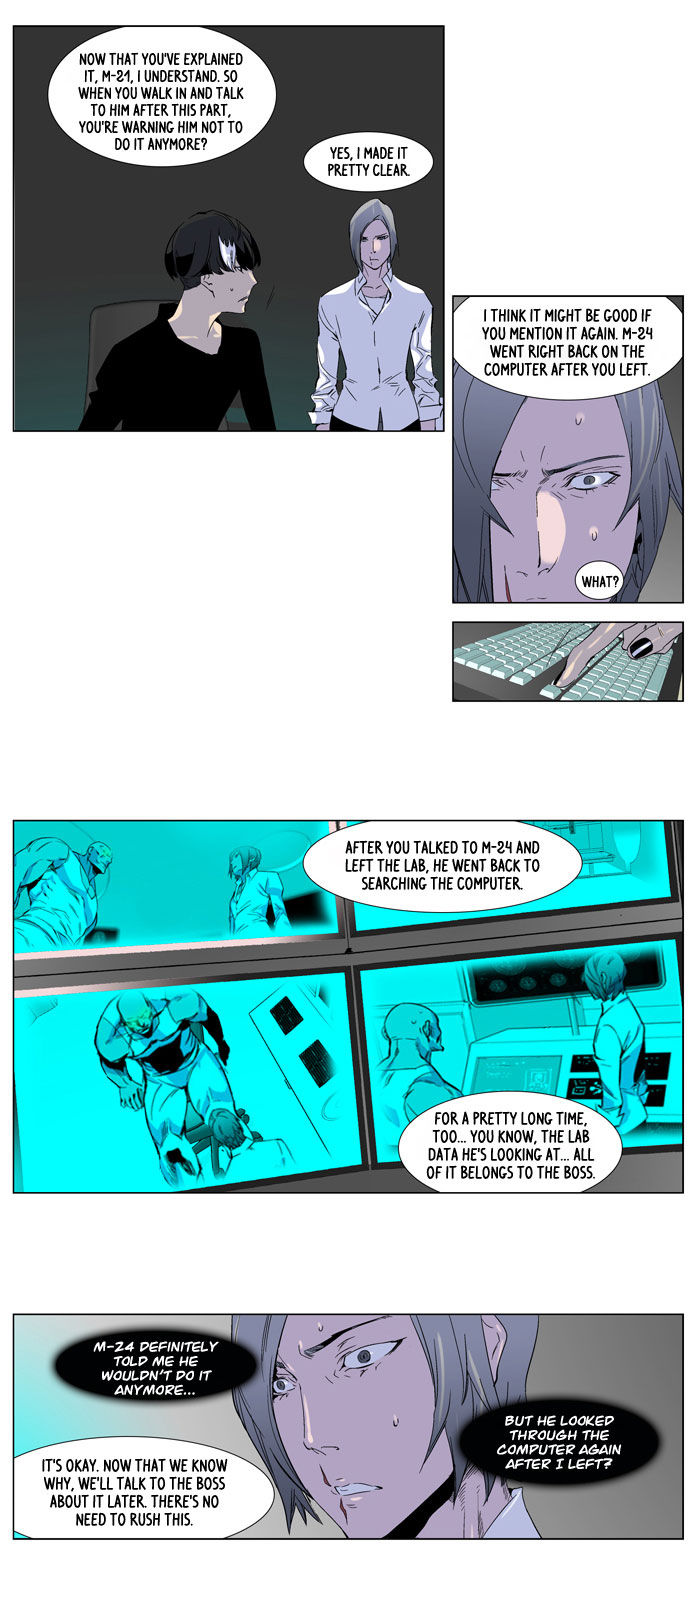 NOW THAT YOU'VE EXPLAINED
IT, M-21, I UNDERSTAND. SO
WHEN YOU WALK IN AND TALK
TO HIM AFTER THIS PART,
YOU'RE WARNING HIM NOT TO
DO IT ANYMORE?
YES, I MADE IT
PRETTY CLEAR.
I THINK IT MIGHT BE GOOD IF
YOU MENTION IT AGAIN. M-24
WENT RIGHT BACK ON THE
COMPUTER AFTER YOU LEFT.
WHAT?
AFTER YOU TALKED TO M-24 AND
LEFT THE LAB, HE WENT BACK TO
SEARCHING THE COMPUTER.
FOR A PRETTY LONG TIME,
TOO... YOU KNOW, THE LAB
DATA HE'S LOOKING AT... ALL
OF IT BELONGS TO THE BOSS.
M-24 DEFINITELY
TOLD ME HE
WOULDN'T DO IT
ANYMORE...
BUT HE LOOKED
THROUGH THE
COMPUTER AGAIN
AFTER I LEFT?
IT'S OKAY. NOW THAT WE KNOW
WHY, WE'LL TALK TO THE BOSS
ABOUT IT LATER. THERE'S NO
NEED TO RUSH THIS.